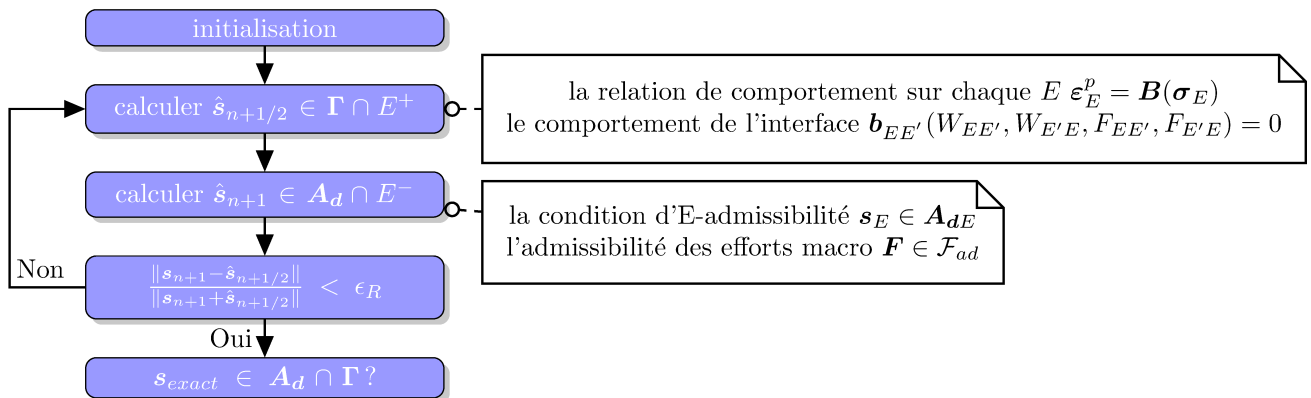 initialisation
calculer ŝ_{n+1/2} ∈ Γ ∩ E⁺
la relation de comportement sur chaque E ε^p_E = B(σ_E)
le comportement de l'interface b_{EE′}(W_{EE′}, W_{E′E}, F_{EE′}, F_{E′E}) = 0
calculer ŝ_{n+1} ∈ A_d ∩ E⁻
la condition d'E-admissibilité s_E ∈ A_{dE}
l'admissibilité des efforts macro F ∈ 𝓕_{ad}
Non
‖s_{n+1}−ŝ_{n+1/2}‖
‖s_{n+1}+ŝ_{n+1/2}‖ < ϵ_R
Oui
s_{exact} ∈ A_d ∩ Γ ?